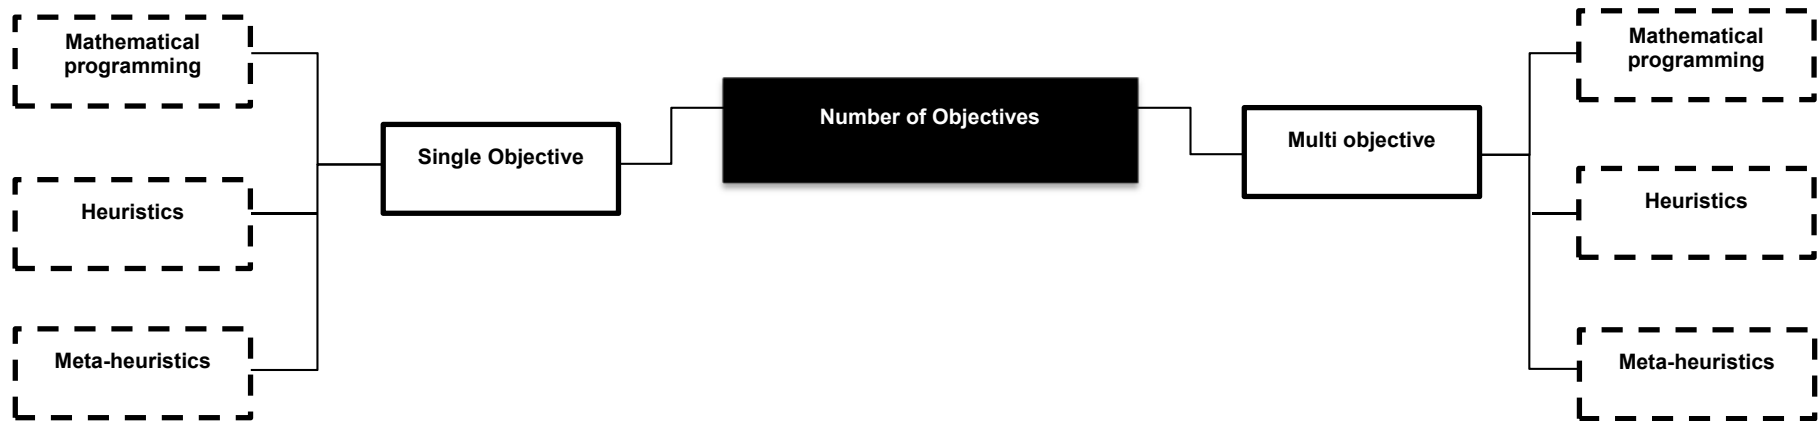 Mathematical
programming
Heuristics
Meta-heuristics
Single Objective
Number of Objectives
Multi objective
Mathematical
programming
Heuristics
Meta-heuristics